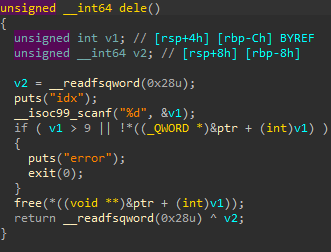 unsigned __int64 dele()
{
  unsigned int v1; // [rsp+4h] [rbp-Ch] BYREF
  unsigned __int64 v2; // [rsp+8h] [rbp-8h]

  v2 = __readfsqword(0x28u);
  puts("idx");
  __isoc99_scanf("%d", &v1);
  if ( v1 > 9 || !*((_QWORD *)&ptr + (int)v1) )
  {
    puts("error");
    exit(0);
  }
  free(*((void **)&ptr + (int)v1));
  return __readfsqword(0x28u) ^ v2;
}